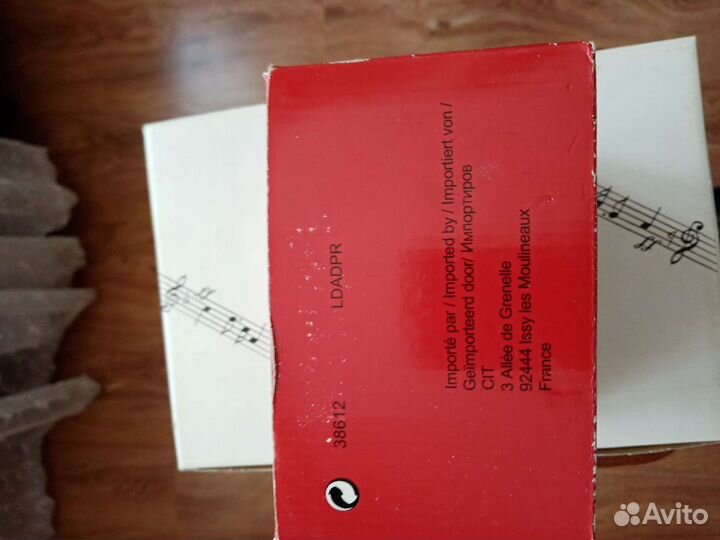 Importé par / Imported by / Importiert von /
Geïmporteerd door/ Импортиров
CIT
3 Allée de Grenelle
92444 Issy les Moulineaux
France
38612 LDADPR
Avito